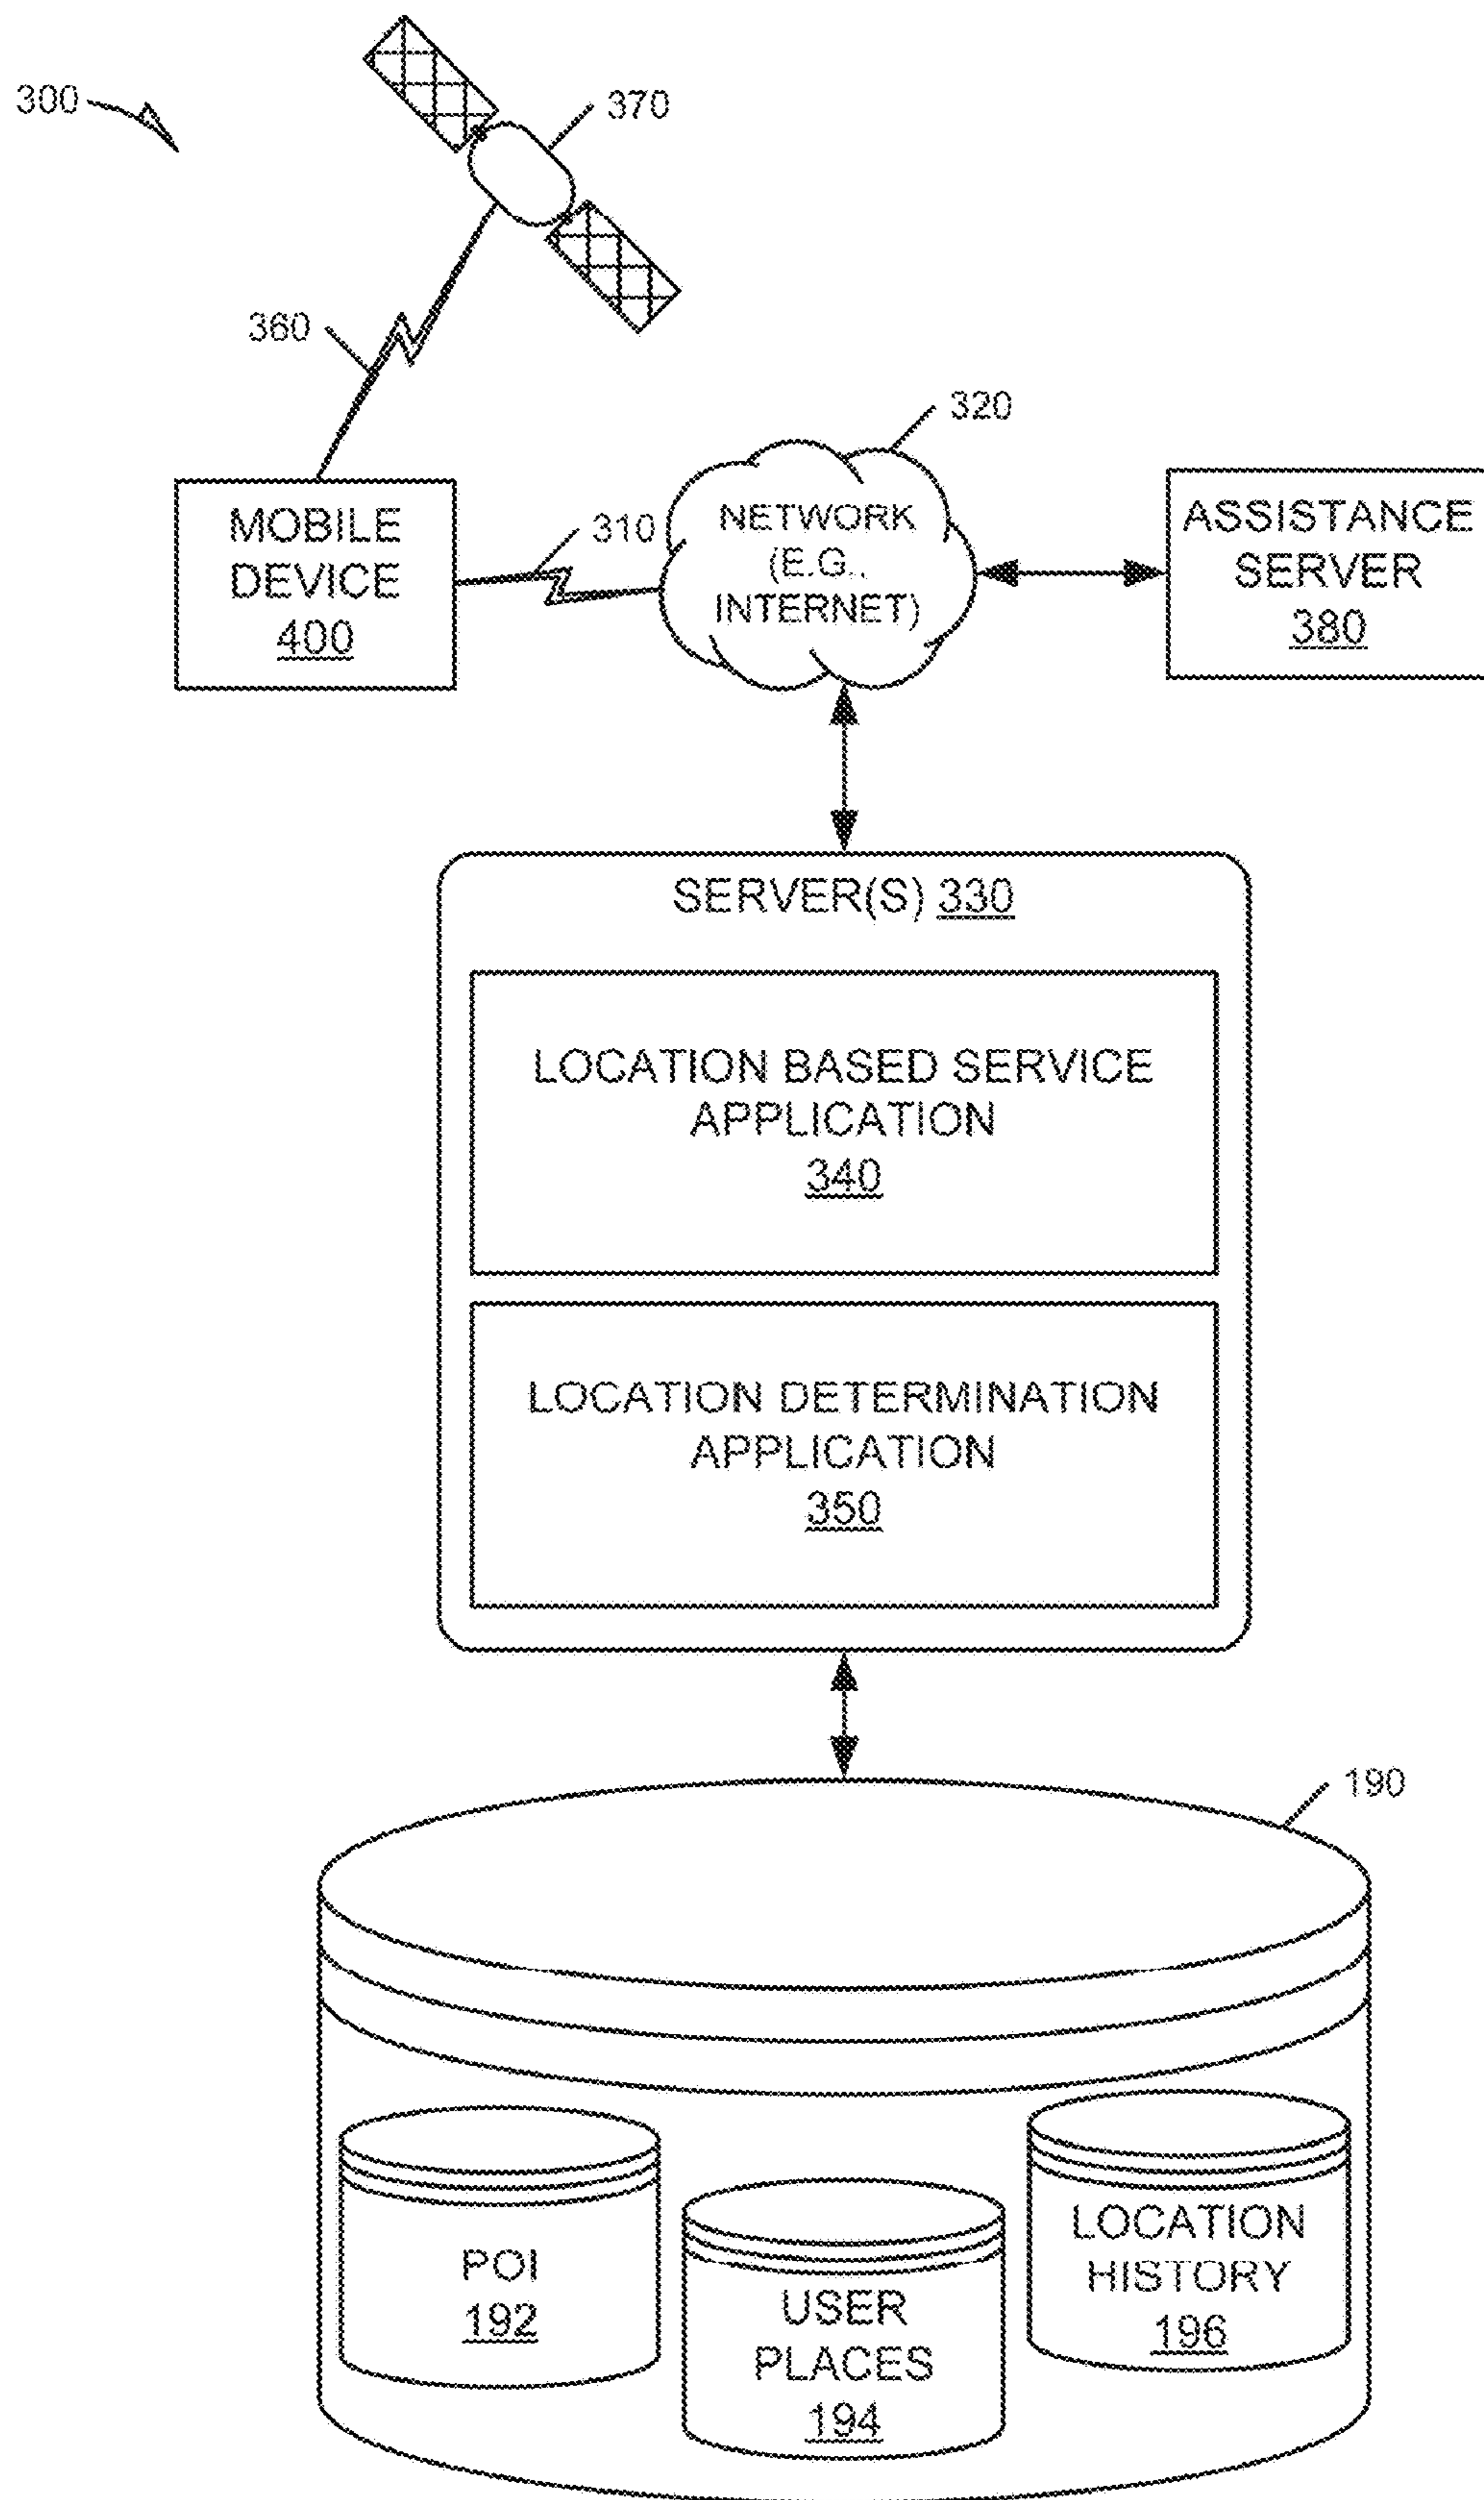 300
370
360
320
MOBILE
DEVICE
400
310
NETWORK
(E.G.,
INTERNET)
ASSISTANCE
SERVER
380
SERVER(S) 330
LOCATION BASED SERVICE
APPLICATION
340
LOCATION DETERMINATION
APPLICATION
350
190
POI
192
USER
PLACES
194
LOCATION
HISTORY
196